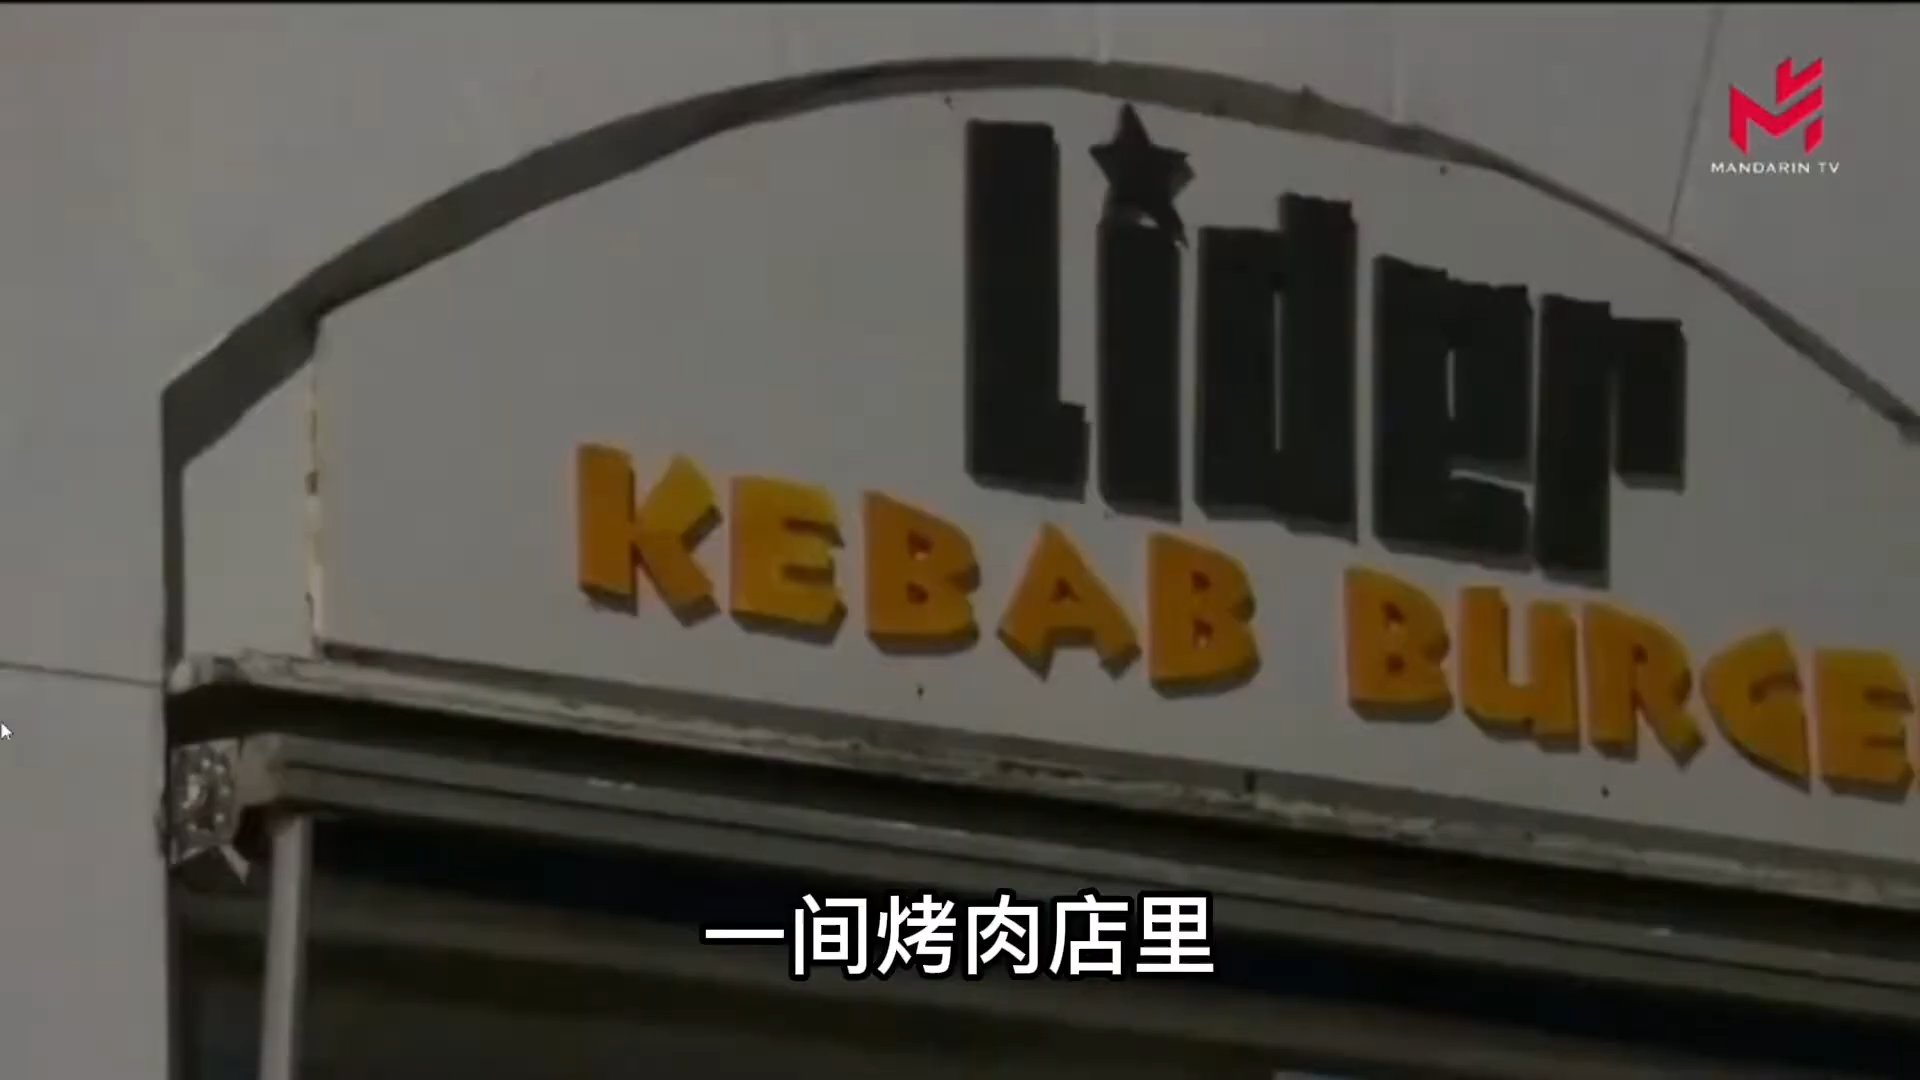 MANDARIN TV
Lider
KEBAB BURGE
一间烤肉店里